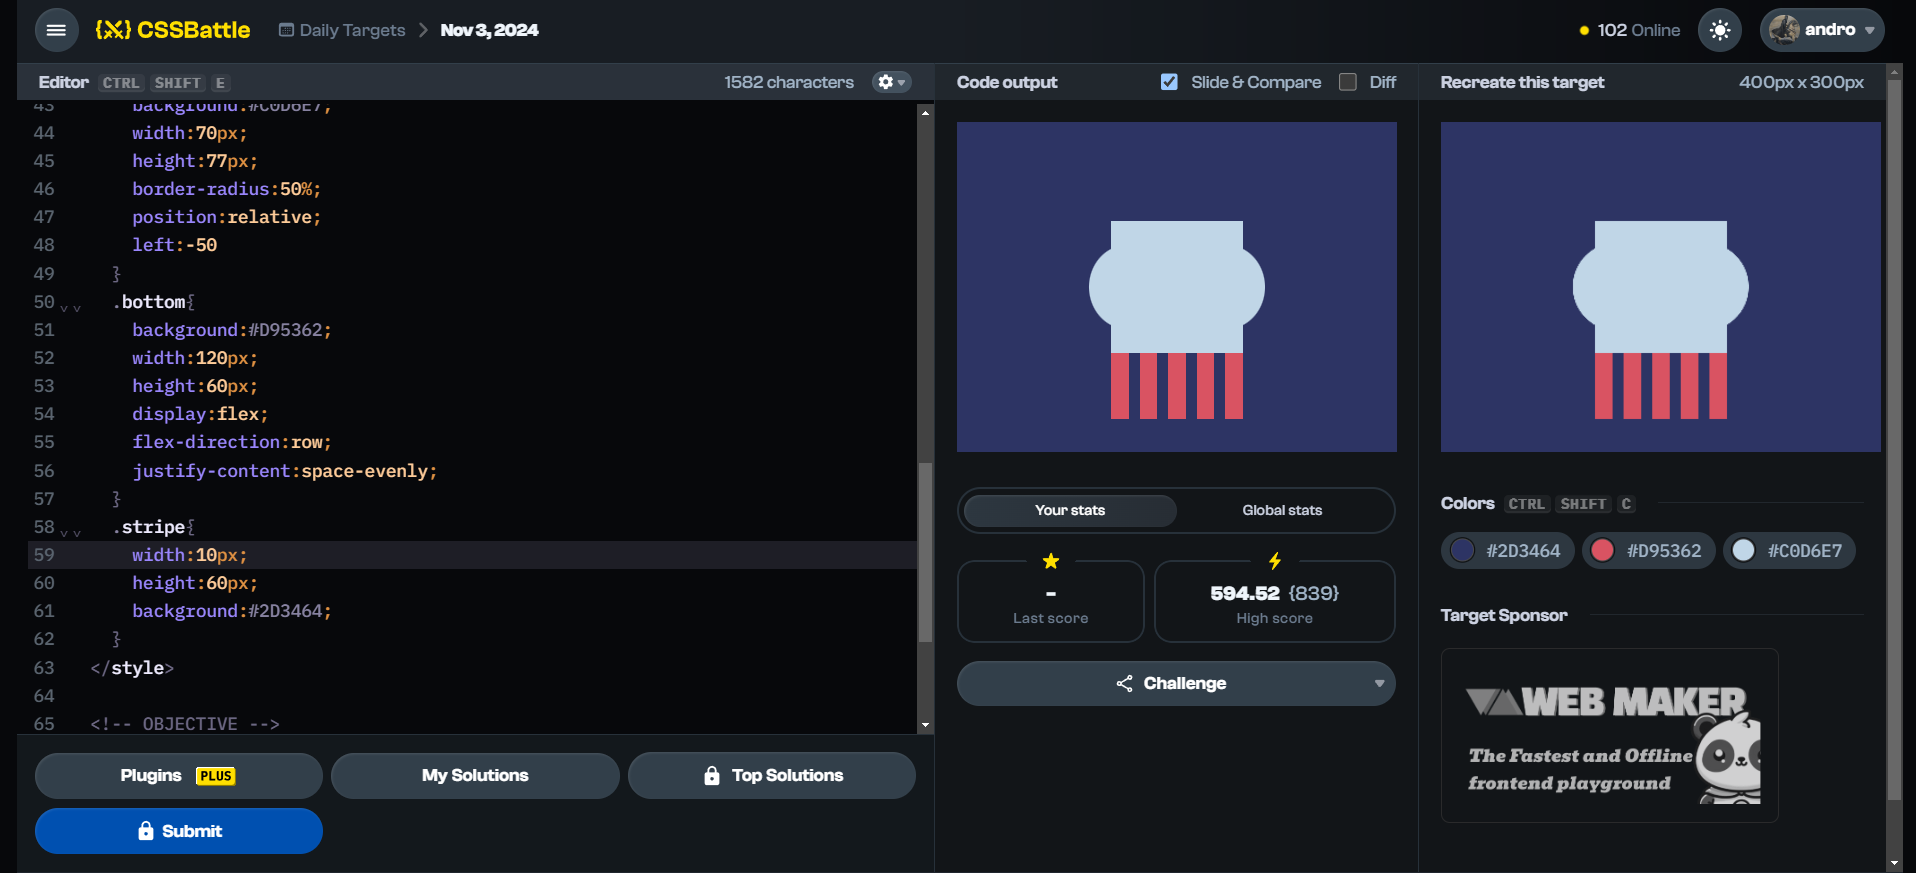 {X} CSSBattle
Daily Targets > Nov 3, 2024
102 Online
andro
Editor CTRL SHIFT E
1582 characters
Code output
Slide & Compare
Diff
Recreate this target
400px x 300px
43 background:#C0D6E7;
44 width:70px;
45 height:77px;
46 border-radius:50%;
47 position:relative;
48 left:-50
49 }
50 .bottom{
51 background:#D95362;
52 width:120px;
53 height:60px;
54 display:flex;
55 flex-direction:row;
56 justify-content:space-evenly;
57 }
58 .stripe{
59 width:10px;
60 height:60px;
61 background:#2D3464;
62 }
63 </style>
64
65 <!-- OBJECTIVE -->
Plugins PLUS
My Solutions
Top Solutions
Submit
Your stats
Global stats
-
Last score
594.52 {839}
High score
Challenge
Colors CTRL SHIFT C
#2D3464
#D95362
#C0D6E7
Target Sponsor
WEB MAKER
The Fastest and Offline
frontend playground